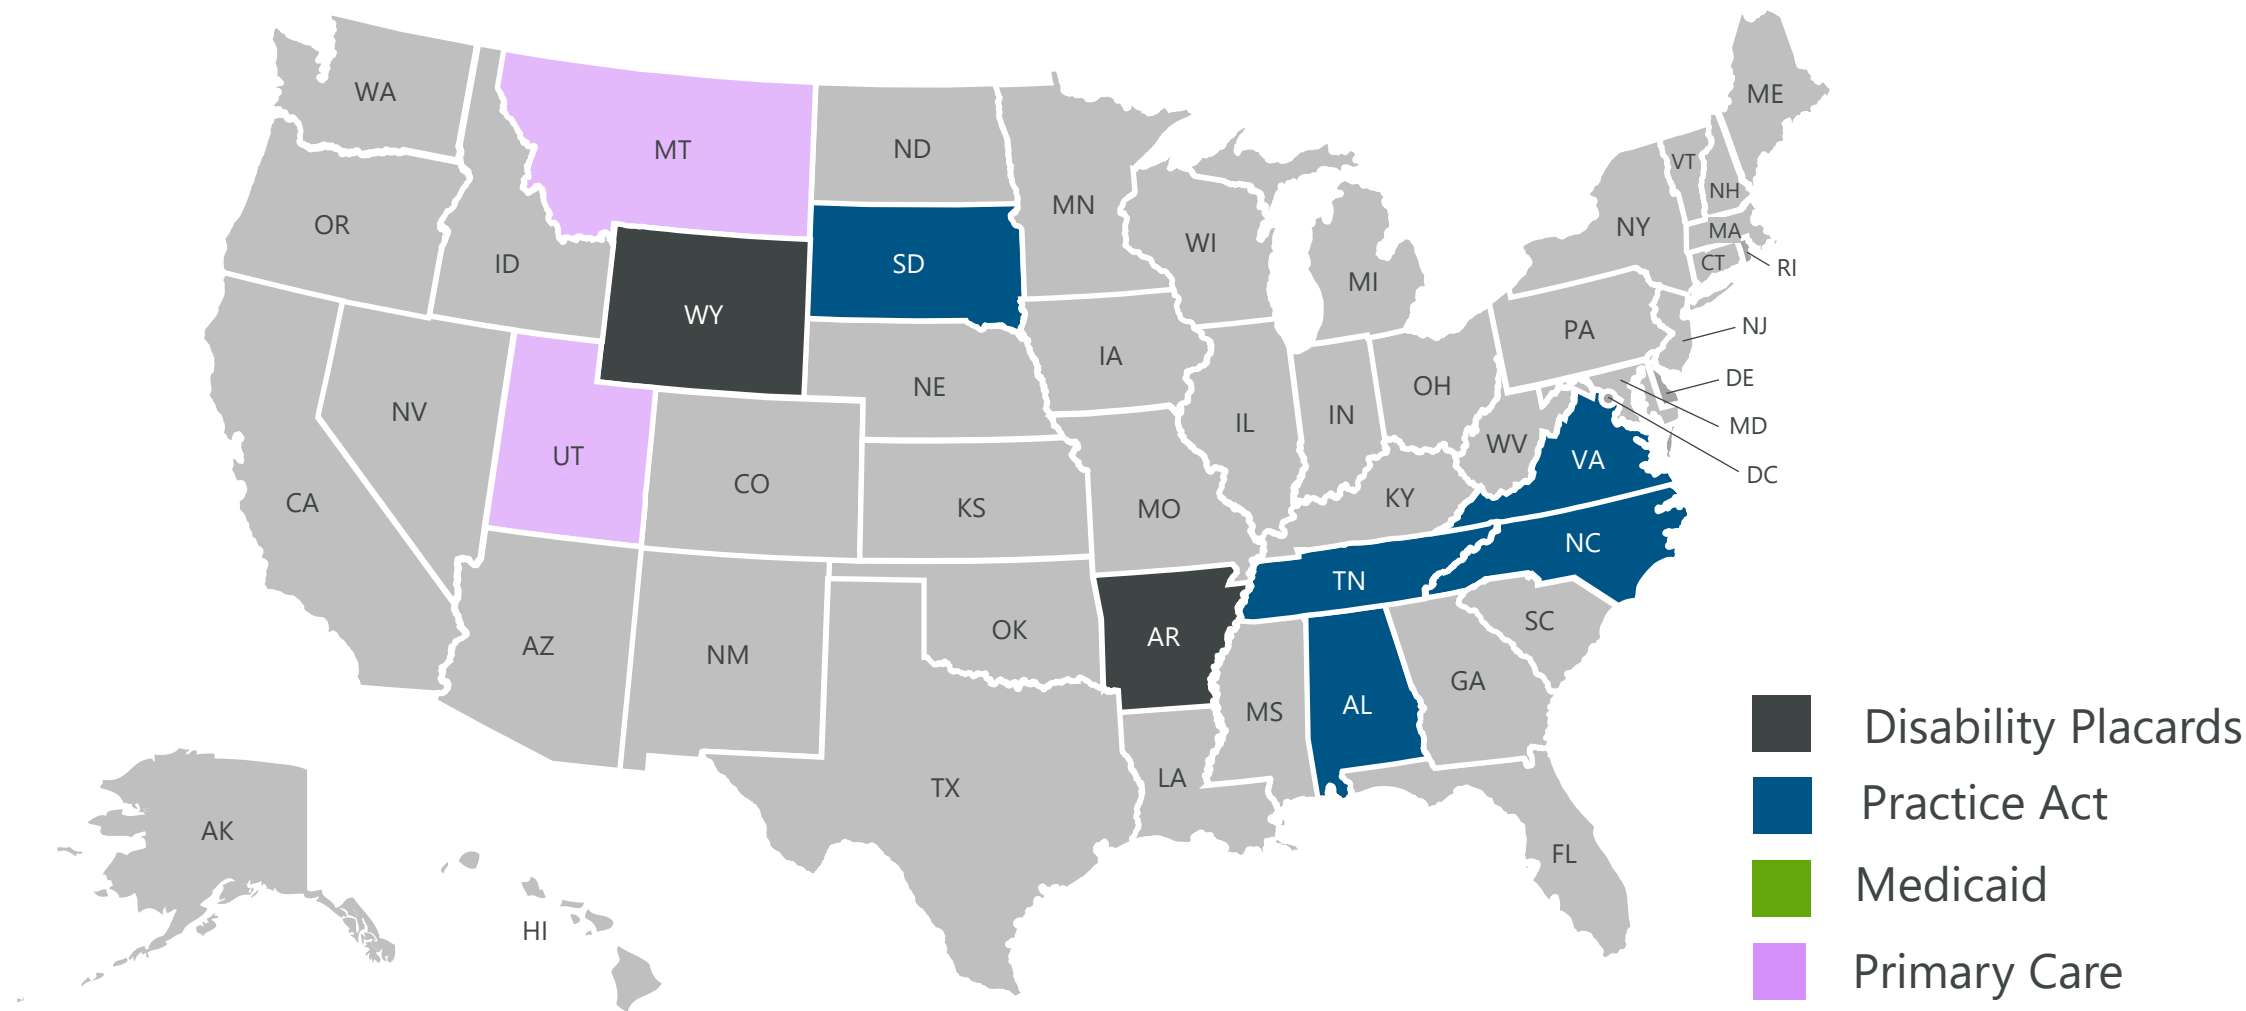 WA
MT
ND
MN
ME
VT
NH
OR
ID
SD
WI
NY
MA
CT
RI
WY
MI
PA
NJ
IA
NE
OH
DE
NV
IL
IN
MD
UT
CO
WV
VA
DC
CA
KS
MO
KY
NC
TN
AZ
NM
OK
AR
SC
GA
MS
AL
LA
TX
FL
AK
HI
Disability Placards
Practice Act
Medicaid
Primary Care